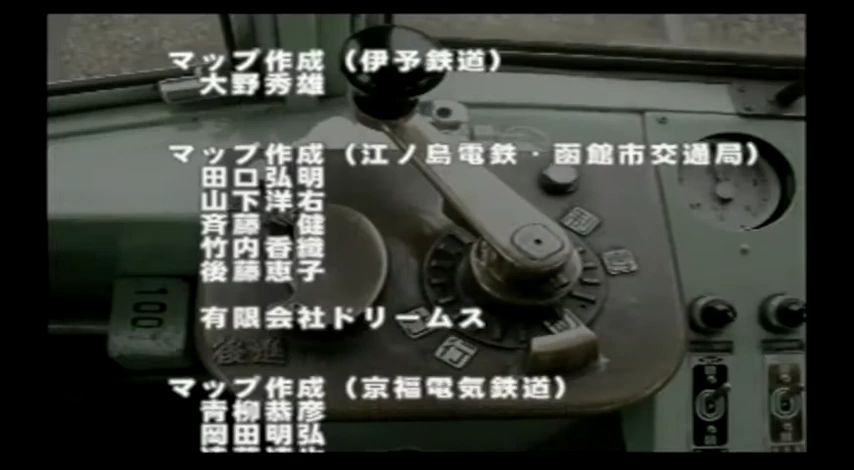 マップ作成（伊予鉄道）
大野秀雄
マップ作成（江ノ島電鉄・函館市交通局）
田口弘明
山下洋右
斉藤　健
竹内香織
後藤恵子
有限会社ドリームス
マップ作成（京福電気鉄道）
青柳恭彦
岡田明弘
100
後進